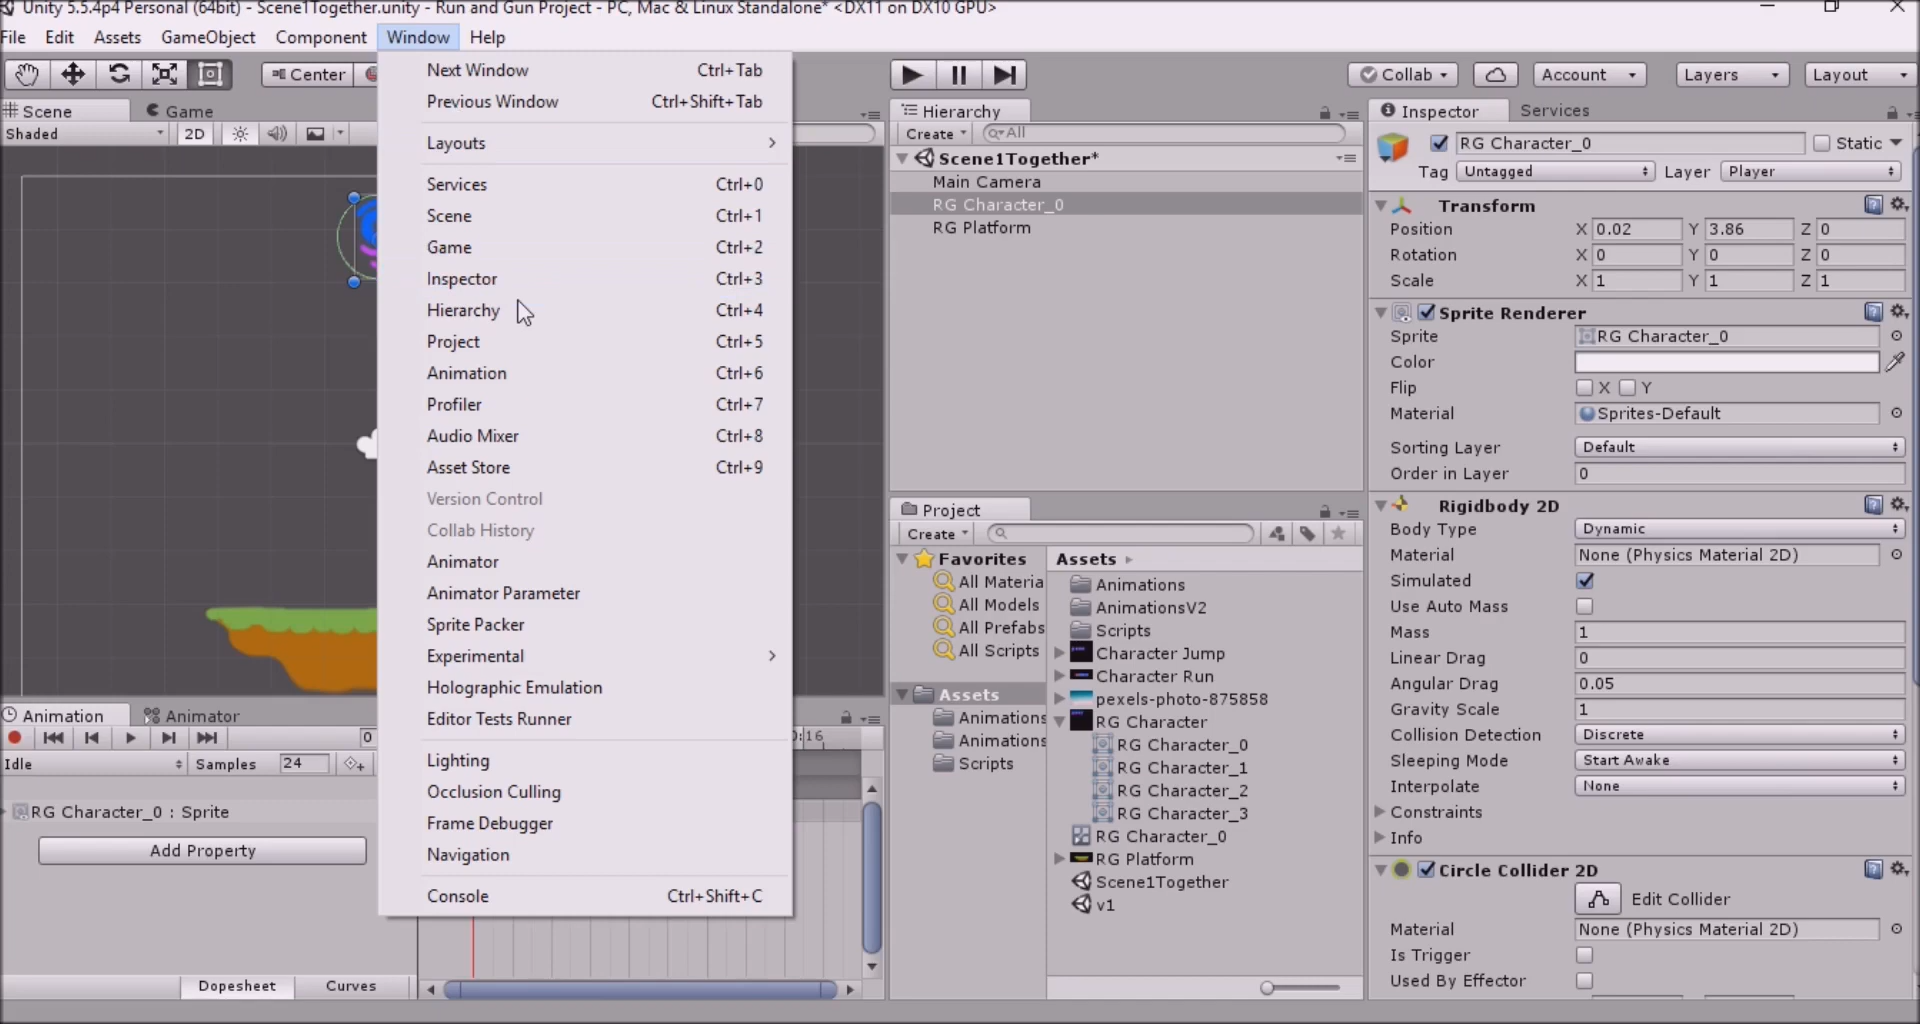 Unity 5.5.4p4 Personal (64bit) - Scene1Together.unity - Run and Gun Project - PC, Mac & Linux Standalone* <DX11 on DX10 GPU>
File Edit Assets GameObject Component Window Help
Center
Collab Account Layers Layout
Scene Game
Shaded 2D
Next Window Ctrl+Tab
Previous Window Ctrl+Shift+Tab
Layouts
Services Ctrl+0
Scene Ctrl+1
Game Ctrl+2
Inspector Ctrl+3
Hierarchy Ctrl+4
Project Ctrl+5
Animation Ctrl+6
Profiler Ctrl+7
Audio Mixer Ctrl+8
Asset Store Ctrl+9
Version Control
Collab History
Animator
Animator Parameter
Sprite Packer
Experimental
Holographic Emulation
Editor Tests Runner
Lighting
Occlusion Culling
Frame Debugger
Navigation
Console Ctrl+Shift+C
Animation Animator
0
0:16
Idle Samples 24
RG Character_0 : Sprite
Add Property
Dopesheet Curves
Hierarchy
Create All
Scene1Together*
Main Camera
RG Character_0
RG Platform
Project
Create
Favorites
All Materia
All Models
All Prefabs
All Scripts
Assets
Animations
Animations
Scripts
Assets
Animations
AnimationsV2
Scripts
Character Jump
Character Run
pexels-photo-875858
RG Character
RG Character_0
RG Character_1
RG Character_2
RG Character_3
RG Character_0
RG Platform
Scene1Together
v1
Inspector Services
RG Character_0 Static
Tag Untagged Layer Player
Transform
Position X 0.02 Y 3.86 Z 0
Rotation X 0 Y 0 Z 0
Scale X 1 Y 1 Z 1
Sprite Renderer
Sprite RG Character_0
Color
Flip X Y
Material Sprites-Default
Sorting Layer Default
Order in Layer 0
Rigidbody 2D
Body Type Dynamic
Material None (Physics Material 2D)
Simulated
Use Auto Mass
Mass 1
Linear Drag 0
Angular Drag 0.05
Gravity Scale 1
Collision Detection Discrete
Sleeping Mode Start Awake
Interpolate None
Constraints
Info
Circle Collider 2D
Edit Collider
Material None (Physics Material 2D)
Is Trigger
Used By Effector